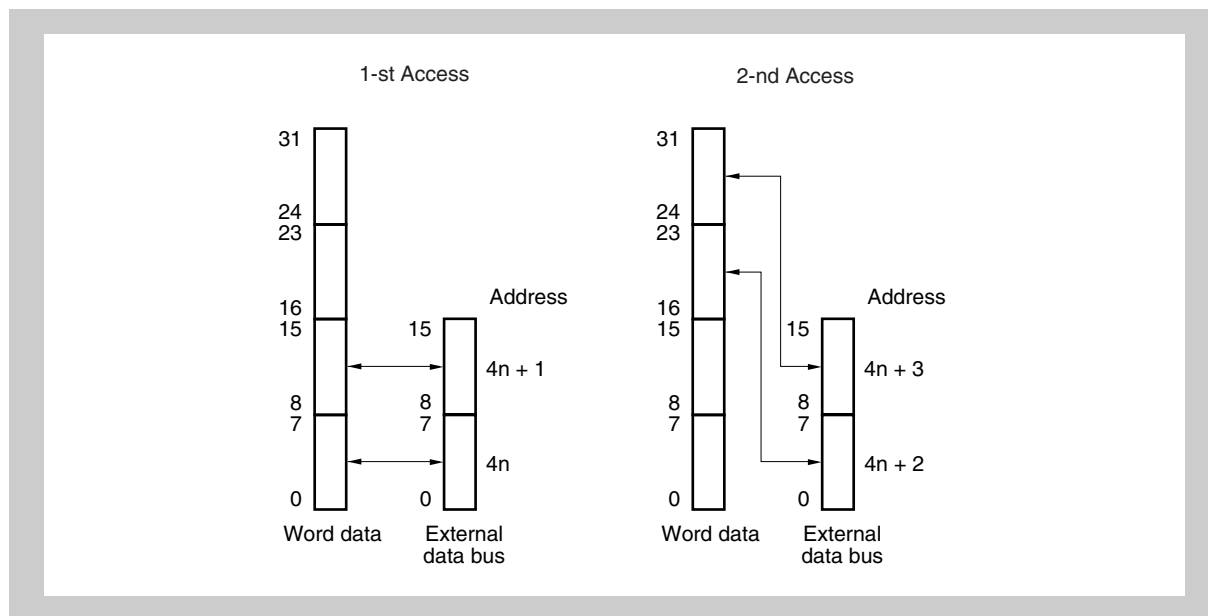 1-st Access
31
24
23
16
15
8
7
0
Word data
Address
15
4n + 1
8
7
4n
0
External
data bus
2-nd Access
31
24
23
16
15
8
7
0
Word data
Address
15
4n + 3
8
7
4n + 2
0
External
data bus